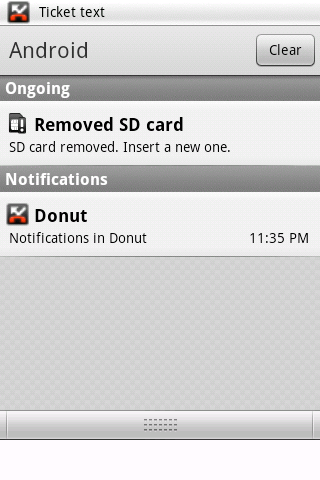 Ticket text
Android
Clear
Ongoing
Removed SD card
SD card removed. Insert a new one.
Notifications
Donut
Notifications in Donut 11:35 PM